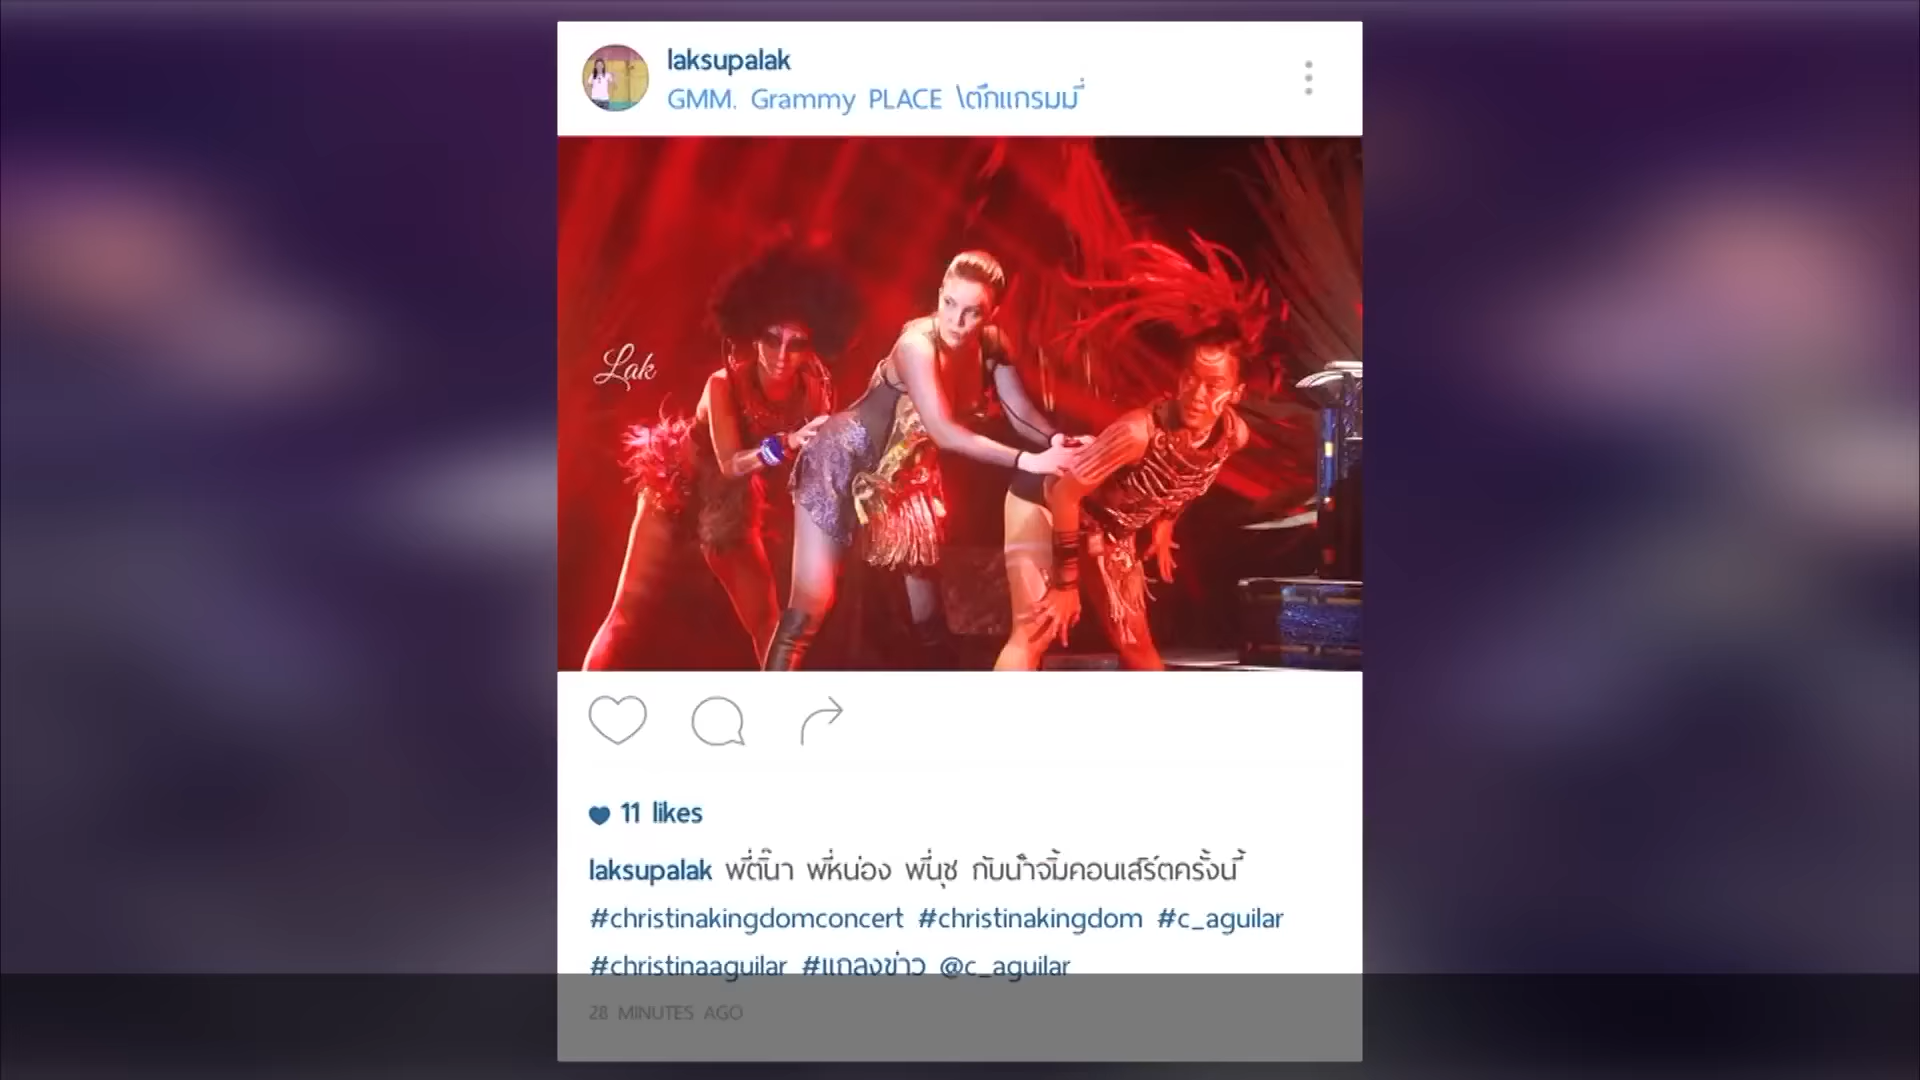 laksupalak
GMM. Grammy PLACE \ตึกแกรมมี่
Lak
11 likes
laksupalak พี่ติ๊นา พี่หน่อง พี่นุช กับน้ำจิ้มคอนเสิร์ตครั้งนี้
#christinakingdomconcert #christinakingdom #c_aguilar
#christinaaguilar #แถลงข่าว @c_aguilar
28 MINUTES AGO